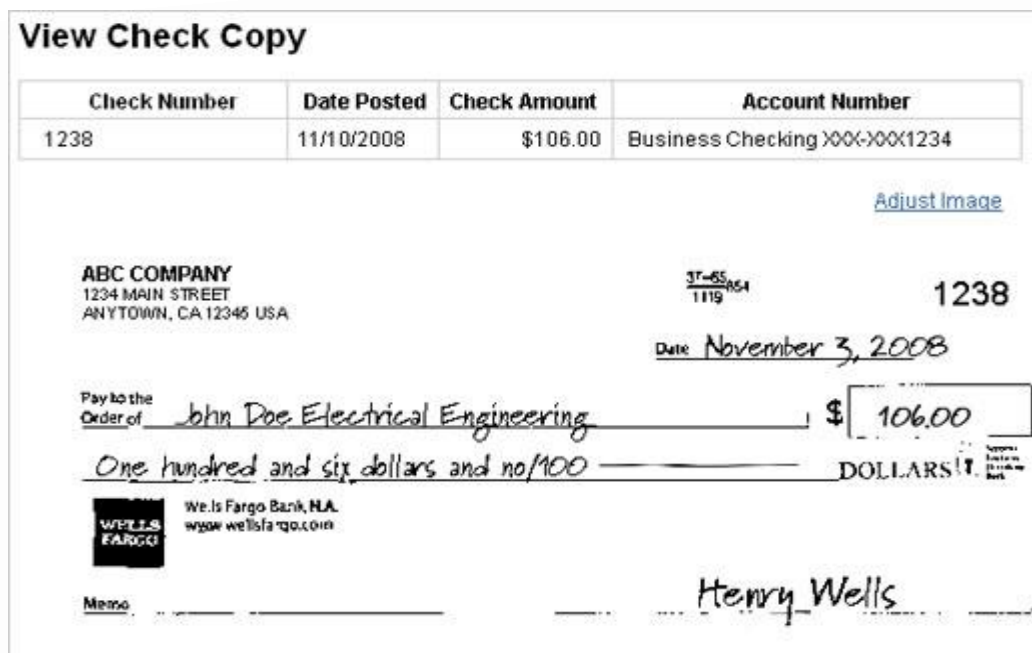 View Check Copy
Check Number Date Posted Check Amount Account Number
1238 11/10/2008 $106.00 Business Checking XXX-XXX1234
Adjust Image
ABC COMPANY
1234 MAIN STREET
ANYTOWN, CA 12345 USA
1238
Date November 3, 2008
Pay to the
Order of John Doe Electrical Engineering $ 106.00
One hundred and six dollars and no/100 DOLLARS
WELLS
FARGO
Wells Fargo Bank, N.A.
www.wellsfargo.com
Henry Wells
Memo